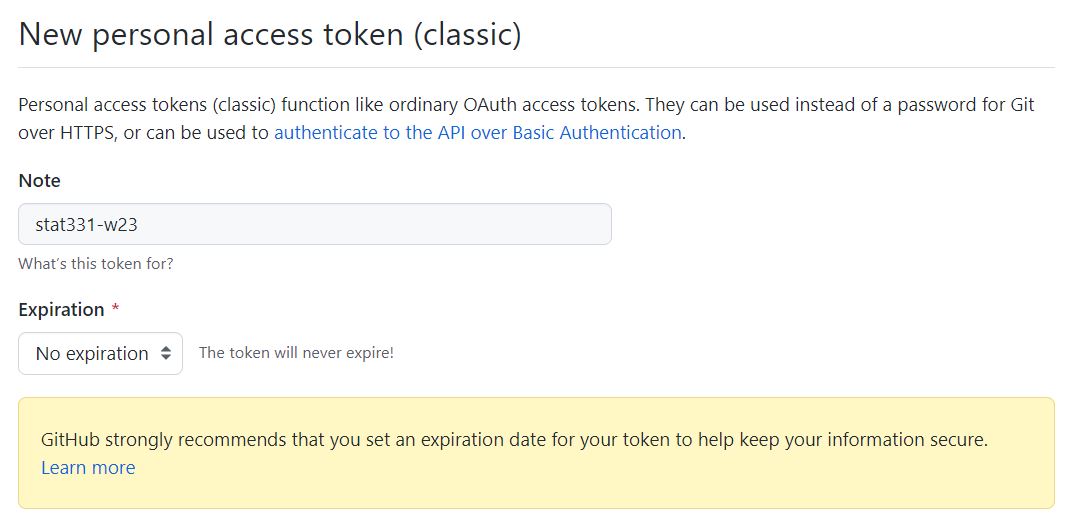 New personal access token (classic)
Personal access tokens (classic) function like ordinary OAuth access tokens. They can be used instead of a password for Git
over HTTPS, or can be used to authenticate to the API over Basic Authentication.
Note
stat331-w23
What's this token for?
Expiration *
No expiration The token will never expire!
GitHub strongly recommends that you set an expiration date for your token to help keep your information secure.
Learn more